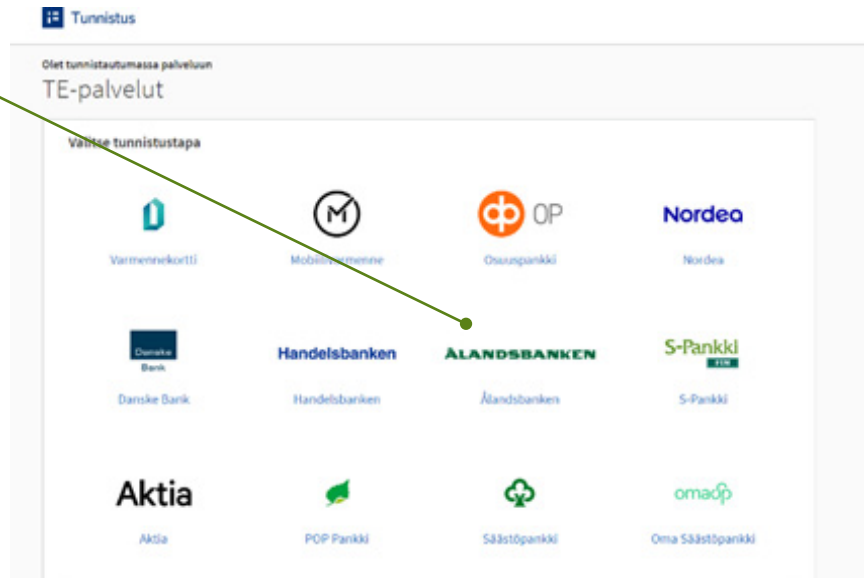 Tunnistus
Olet tunnistautumassa palveluun
TE-palvelut
Valitse tunnistustapa
OP
Nordea
Varmennekortti
Mobiilivarmenne
Osuuspankki
Nordea
Danske
Bank
Handelsbanken
ÅLANDSBANKEN
S-Pankki
Danske Bank
Handelsbanken
Ålandsbanken
S-Pankki
Aktia
omasp
Aktia
POP Pankki
Säästöpankki
Oma Säästöpankki